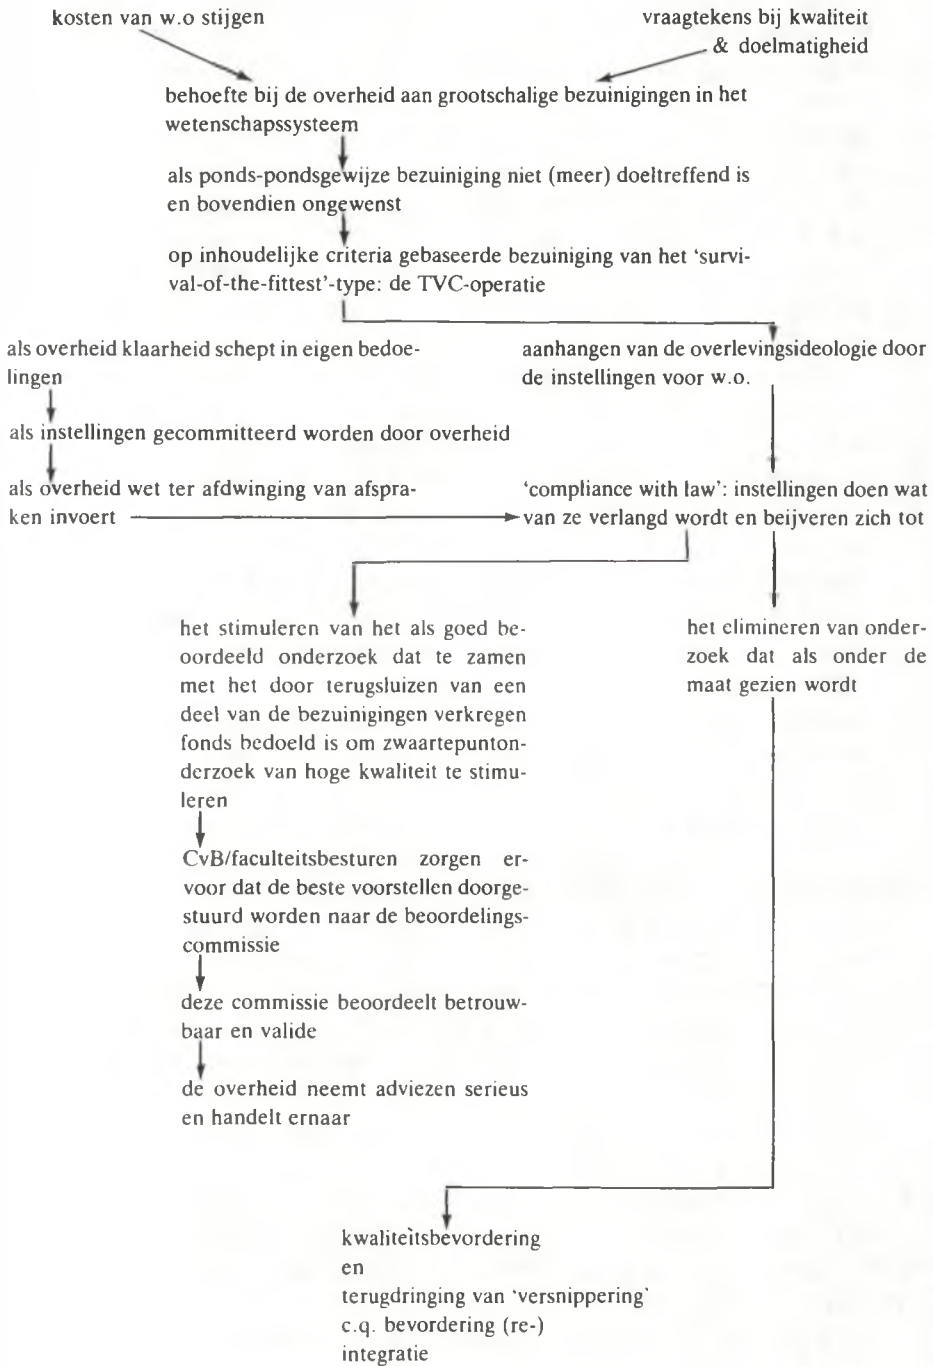 kosten van w.o stijgen
vraagtekens bij kwaliteit
& doelmatigheid
behoefte bij de overheid aan grootschalige bezuinigingen in het
wetenschapssysteem
als ponds-pondsgewijze bezuiniging niet (meer) doeltreffend is
en bovendien ongewenst
op inhoudelijke criteria gebaseerde bezuiniging van het ‘survi-
val-of-the-fittest’-type: de TVC-operatie
als overheid klaarheid schept in eigen bedoe-
lingen
aanhangen van de overlevingsideologie door
de instellingen voor w.o.
als instellingen gecommitteerd worden door overheid
als overheid wet ter afdwinging van afspra-
ken invoert
‘compliance with law’: instellingen doen wat
van ze verlangd wordt en beijveren zich tot
het stimuleren van het als goed be-
oordeeld onderzoek dat te zamen
met het door terugsluizen van een
deel van de bezuinigingen verkregen
fonds bedoeld is om zwaartepunton-
derzoek van hoge kwaliteit te stimu-
leren
het elimineren van onder-
zoek dat als onder de
maat gezien wordt
CvB/faculteitsbesturen zorgen er-
voor dat de beste voorstellen doorge-
stuurd worden naar de beoordelings-
commissie
deze commissie beoordeelt betrouw-
baar en valide
de overheid neemt adviezen serieus
en handelt ernaar
kwaliteitsbevordering
en
terugdringing van ‘versnippering’
c.q. bevordering (re-)
integratie